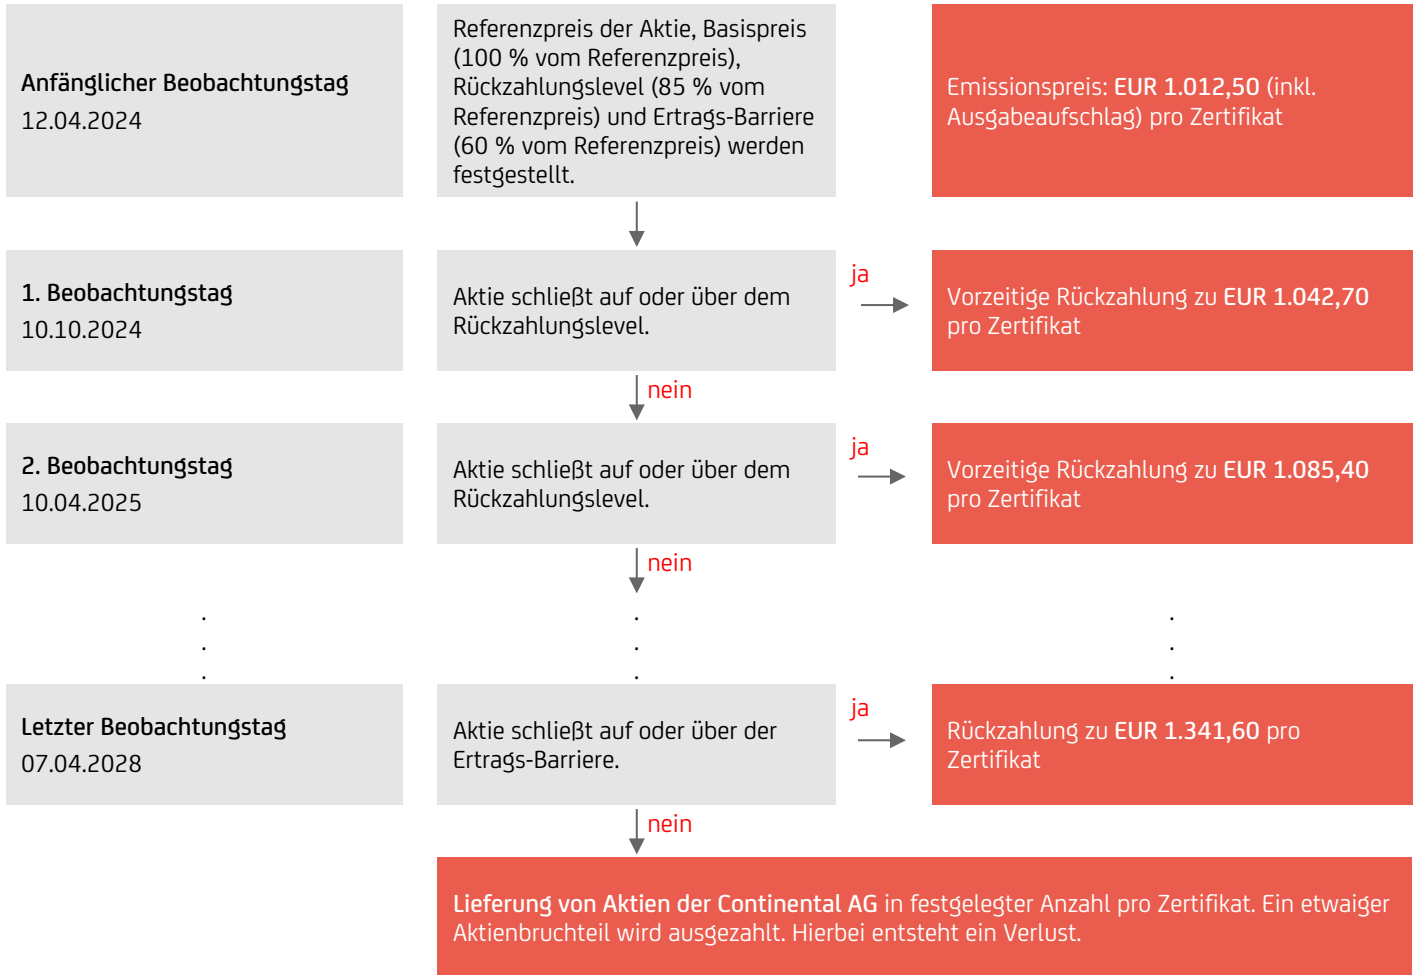 Anfänglicher Beobachtungstag
12.04.2024
Referenzpreis der Aktie, Basispreis
(100 % vom Referenzpreis),
Rückzahlungslevel (85 % vom
Referenzpreis) und Ertrags-Barriere
(60 % vom Referenzpreis) werden
festgestellt.
Emissionspreis: EUR 1.012,50 (inkl.
Ausgabeaufschlag) pro Zertifikat
1. Beobachtungstag
10.10.2024
Aktie schließt auf oder über dem
Rückzahlungslevel.
ja
Vorzeitige Rückzahlung zu EUR 1.042,70
pro Zertifikat
nein
2. Beobachtungstag
10.04.2025
Aktie schließt auf oder über dem
Rückzahlungslevel.
ja
Vorzeitige Rückzahlung zu EUR 1.085,40
pro Zertifikat
nein
. . .
. . .
. . .
Letzter Beobachtungstag
07.04.2028
Aktie schließt auf oder über der
Ertrags-Barriere.
ja
Rückzahlung zu EUR 1.341,60 pro
Zertifikat
nein
Lieferung von Aktien der Continental AG in festgelegter Anzahl pro Zertifikat. Ein etwaiger
Aktienbruchteil wird ausgezahlt. Hierbei entsteht ein Verlust.